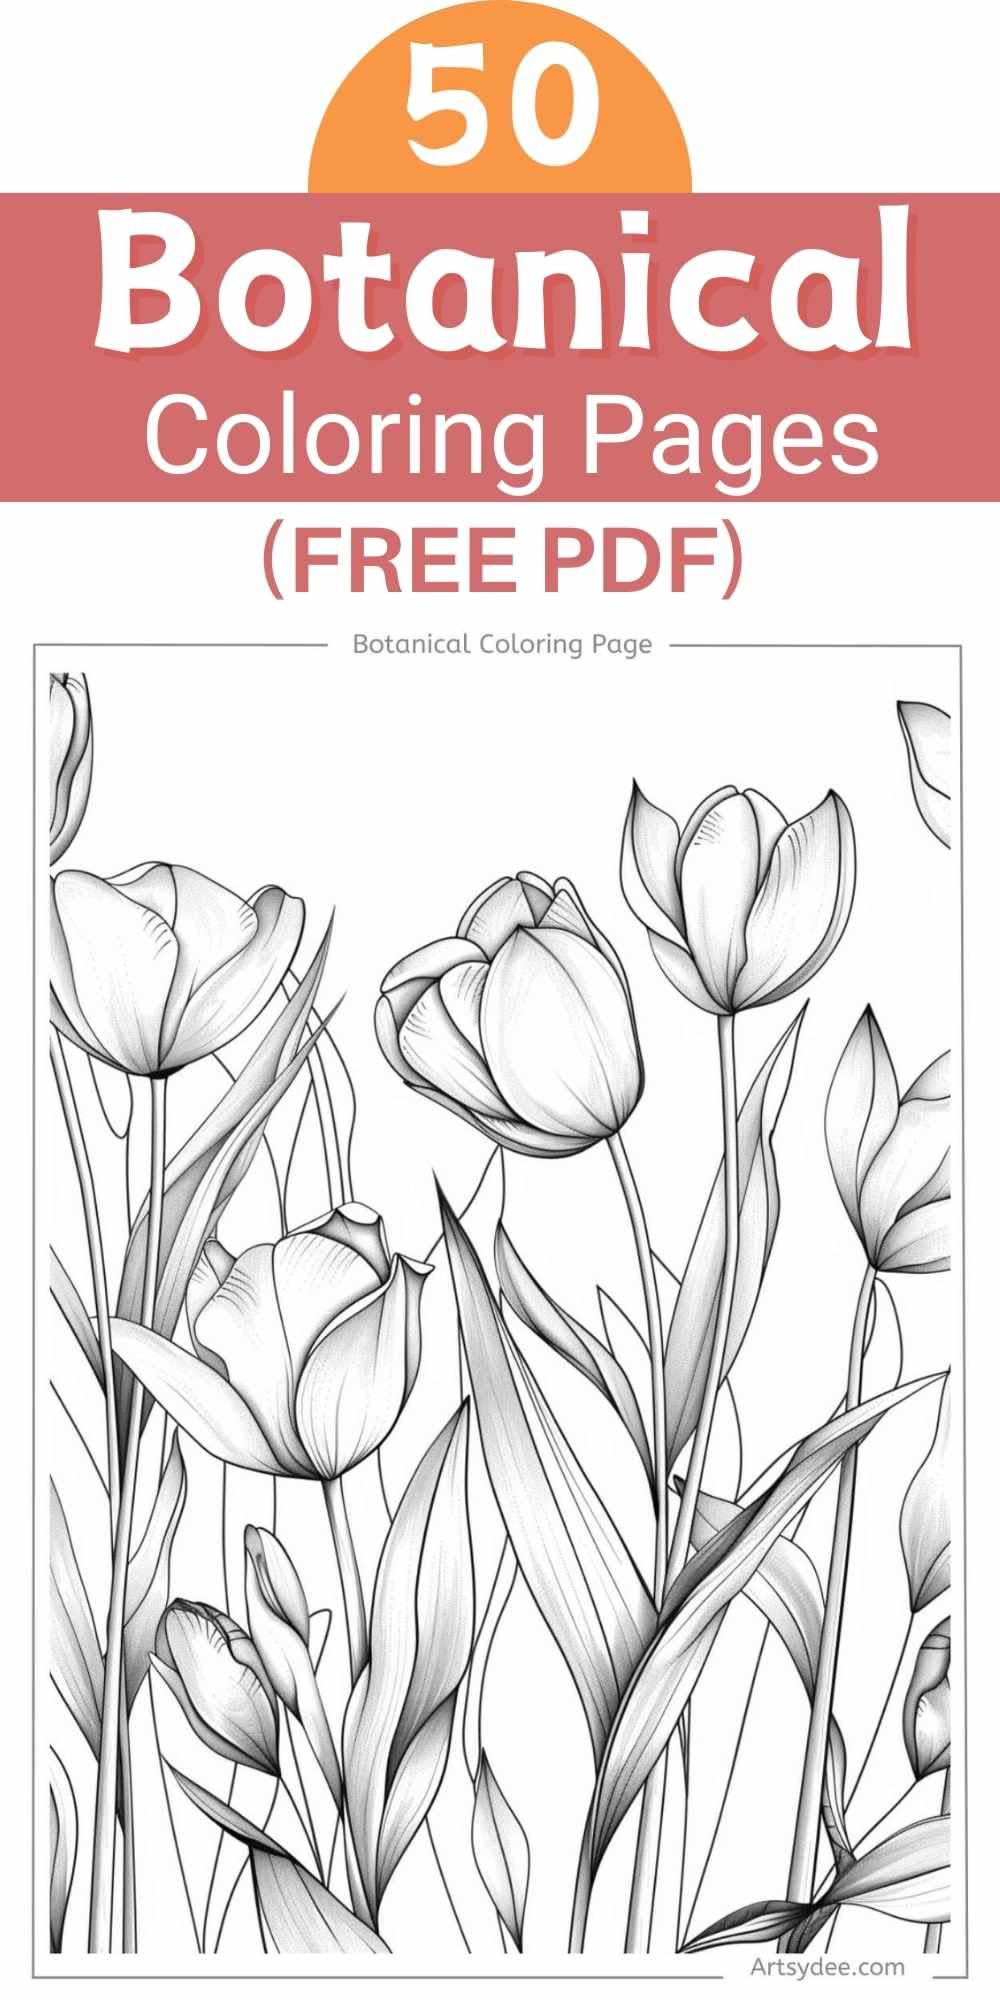 50
Botanical
Coloring Pages
(FREE PDF)
Botanical Coloring Page
Artsydee.com